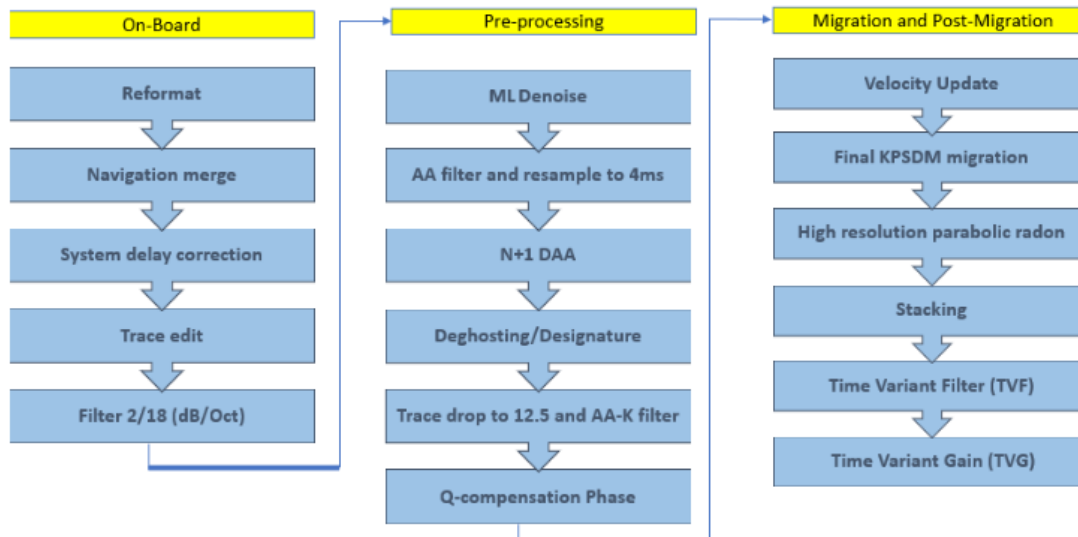 On-Board
Reformat
Navigation merge
System delay correction
Trace edit
Filter 2/18 (dB/Oct)
Pre-processing
ML Denoise
AA filter and resample to 4ms
N+1 DAA
Deghosting/Designature
Trace drop to 12.5 and AA-K filter
Q-compensation Phase
Migration and Post-Migration
Velocity Update
Final KPSDM migration
High resolution parabolic radon
Stacking
Time Variant Filter (TVF)
Time Variant Gain (TVG)